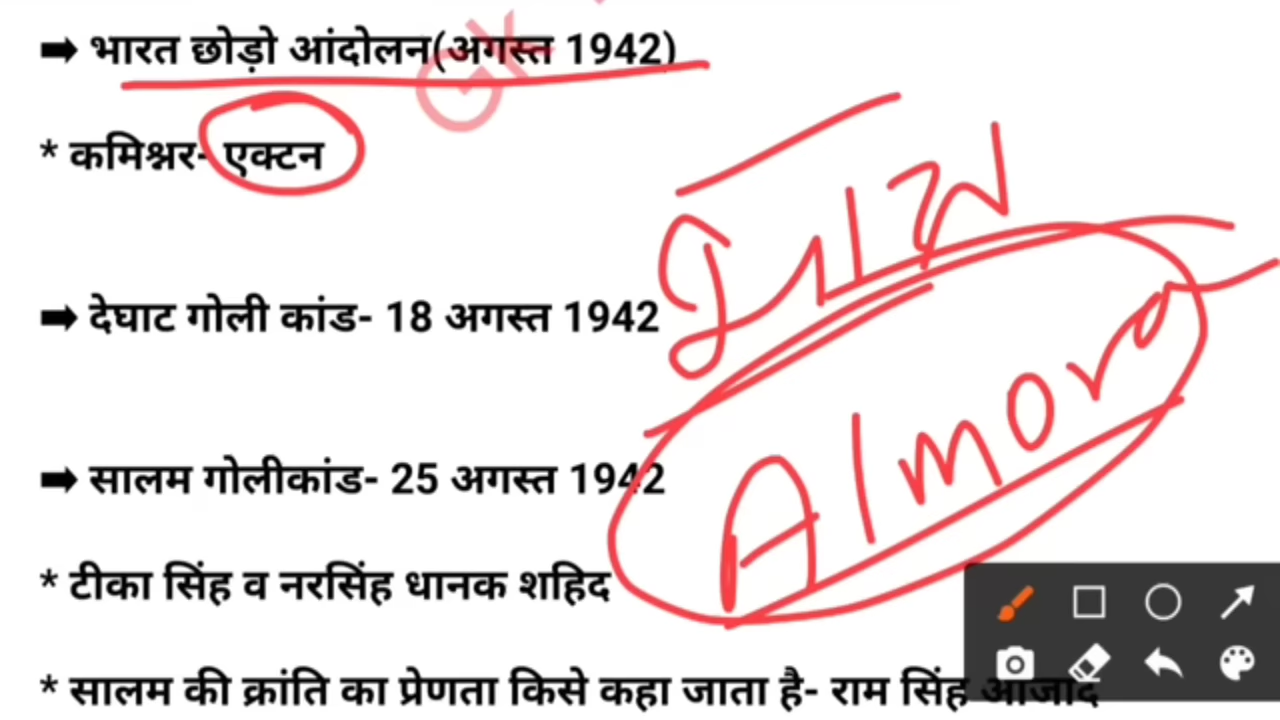 ➡ भारत छोड़ो आंदोलन(अगस्त 1942)
* कमिश्नर- एक्टन
➡ देघाट गोली कांड- 18 अगस्त 1942
➡ सालम गोलीकांड- 25 अगस्त 1942
Almora
* टीका सिंह व नरसिंह धानक शहिद
* सालम की क्रांति का प्रेणता किसे कहा जाता है- राम सिंह आजाद